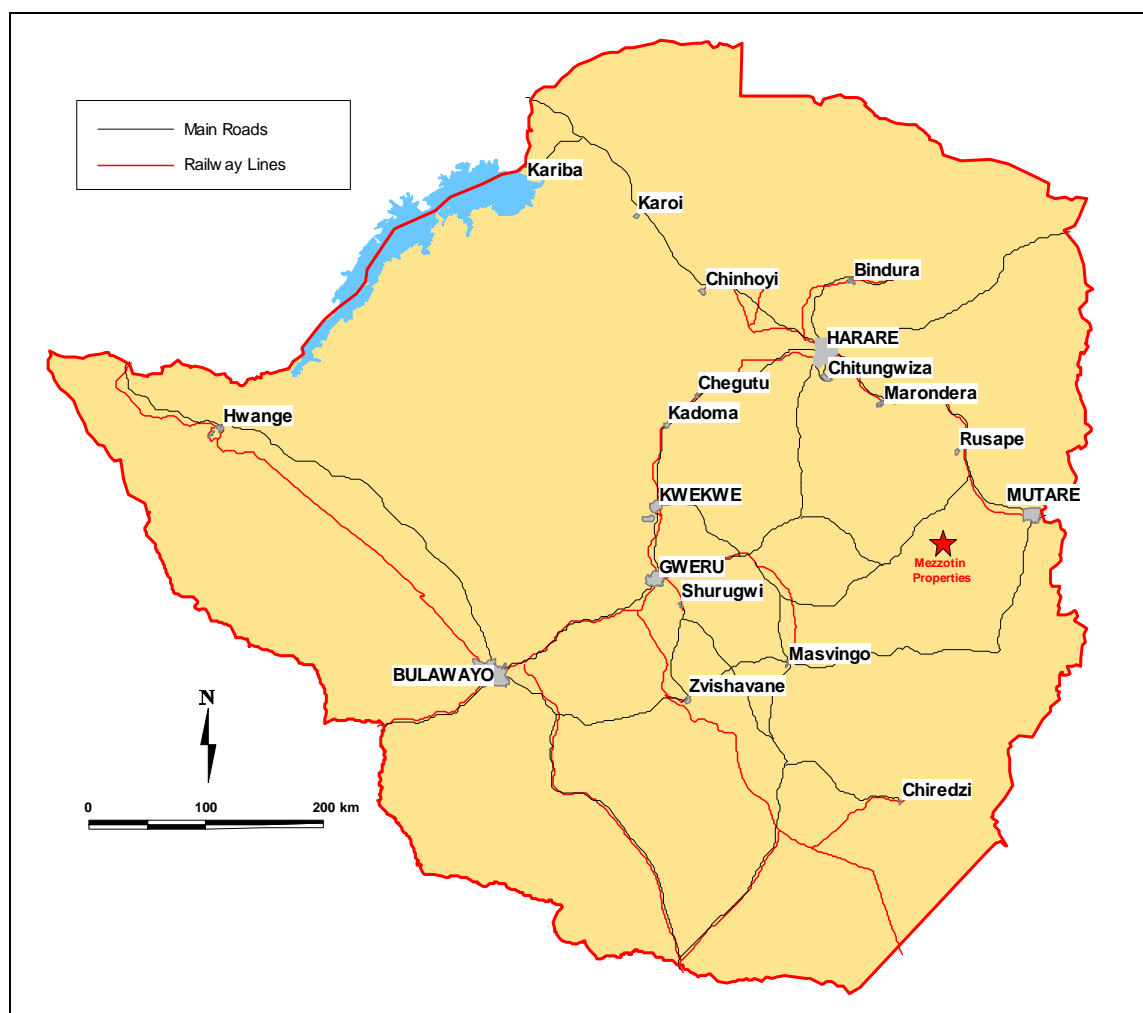 Main Roads
Railway Lines
Kariba
Karoi
Chinhoyi
Bindura
HARARE
Chitungwiza
Chegutu
Marondera
Kadoma
Hwange
Rusape
KWEKWE
MUTARE
GWERU
Mezzotin
Properties
Shurugwi
Masvingo
BULAWAYO
Zvishavane
N
Chiredzi
0 100 200 km